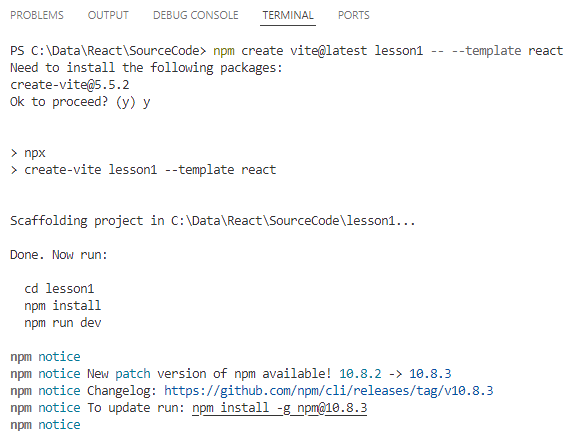 PROBLEMS OUTPUT DEBUG CONSOLE TERMINAL PORTS
PS C:\Data\React\SourceCode> npm create vite@latest lesson1 -- --template react
Need to install the following packages:
create-vite@5.5.2
Ok to proceed? (y) y
> npx
> create-vite lesson1 --template react
Scaffolding project in C:\Data\React\SourceCode\lesson1...
Done. Now run:
cd lesson1
npm install
npm run dev
npm notice
npm notice New patch version of npm available! 10.8.2 -> 10.8.3
npm notice Changelog: https://github.com/npm/cli/releases/tag/v10.8.3
npm notice To update run: npm install -g npm@10.8.3
npm notice